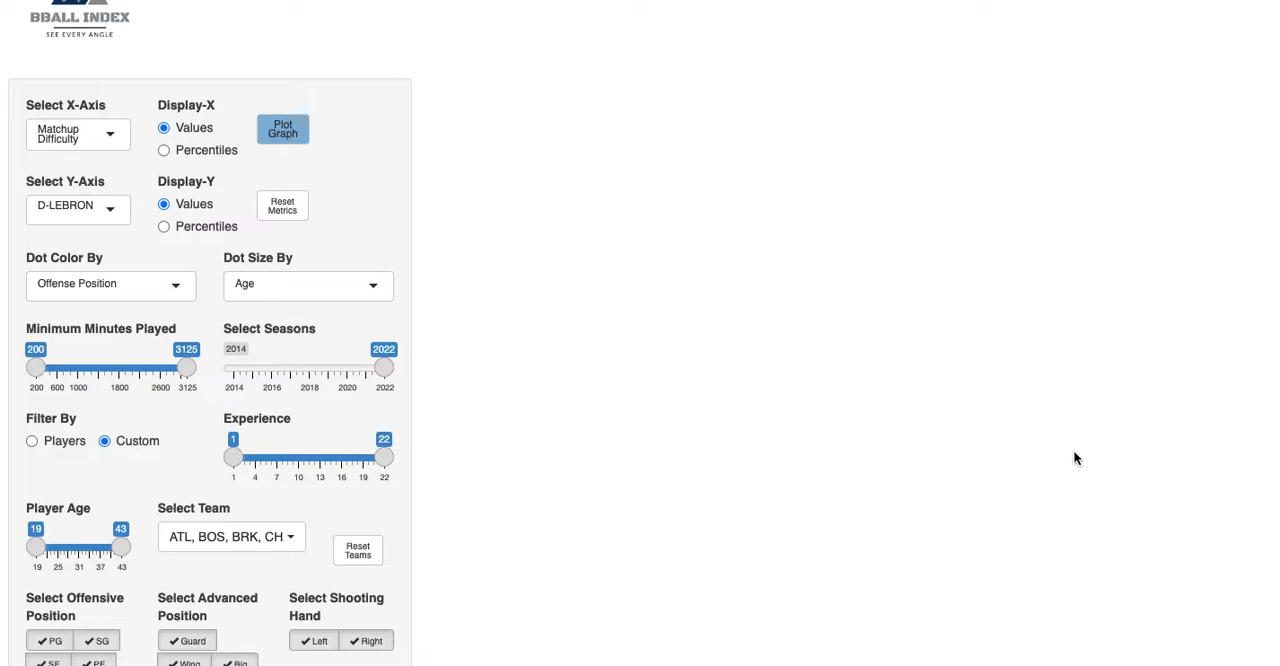 BBALL INDEX
SEE EVERY ANGLE
Select X-Axis
Display-X
Matchup
Difficulty
Values
Percentiles
Plot
Graph
Select Y-Axis
Display-Y
D-LEBRON
Values
Percentiles
Reset
Metrics
Dot Color By
Dot Size By
Offense Position
Age
Minimum Minutes Played
Select Seasons
200 3125
2014 2022
200 600 1000 1800 2600 3125
2014 2016 2018 2020 2022
Filter By
Experience
Players Custom
1 22
1 4 7 10 13 16 19 22
Player Age
Select Team
19 43
ATL, BOS, BRK, CH
19 25 31 37 43
Reset
Teams
Select Offensive
Position
Select Advanced
Position
Select Shooting
Hand
PG SG
Guard
Left Right
SF PF
Wing Big